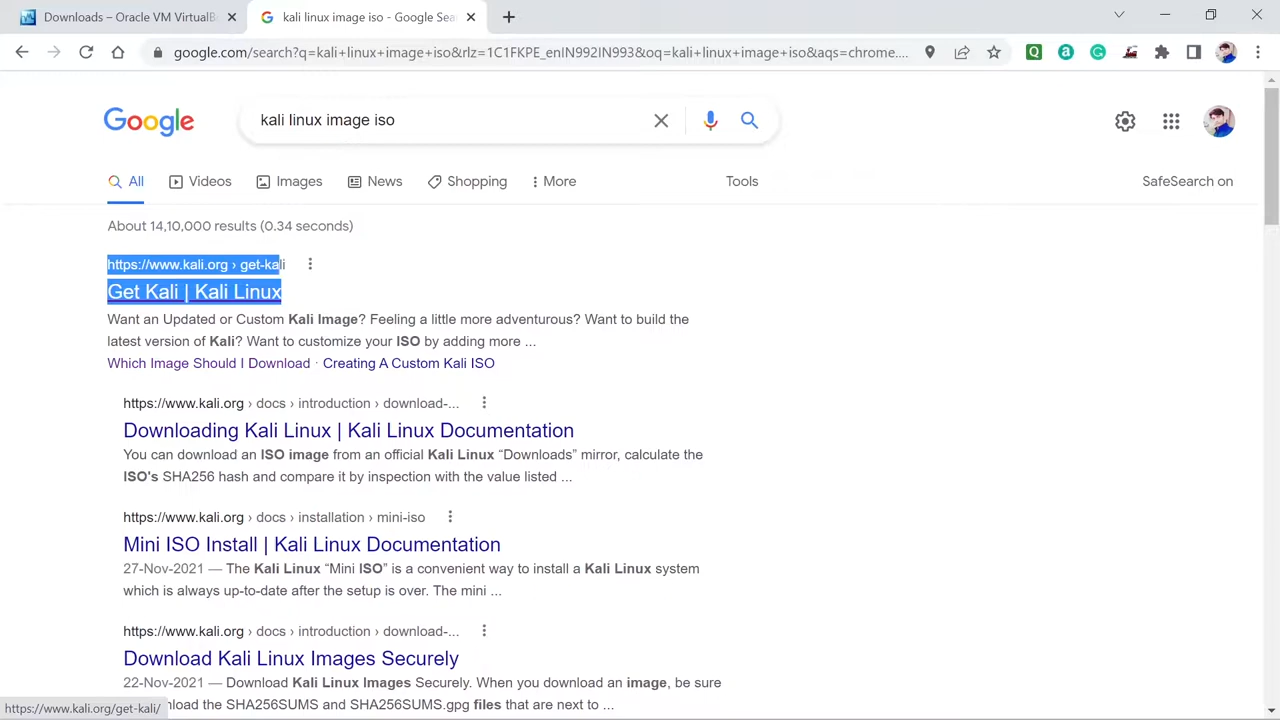 Downloads – Oracle VM VirtualB
kali linux image iso - Google Sea
google.com/search?q=kali+linux+image+iso&rlz=1C1FKPE_enIN992IN993&oq=kali+linux+image+iso&aqs=chrome....
Google
kali linux image iso
All
Videos
Images
News
Shopping
More
Tools
SafeSearch on
About 14,10,000 results (0.34 seconds)
https://www.kali.org › get-kali
Get Kali | Kali Linux
Want an Updated or Custom Kali Image? Feeling a little more adventurous? Want to build the
latest version of Kali? Want to customize your ISO by adding more ...
Which Image Should I Download · Creating A Custom Kali ISO
https://www.kali.org › docs › introduction › download-...
Downloading Kali Linux | Kali Linux Documentation
You can download an ISO image from an official Kali Linux “Downloads” mirror, calculate the
ISO's SHA256 hash and compare it by inspection with the value listed ...
https://www.kali.org › docs › installation › mini-iso
Mini ISO Install | Kali Linux Documentation
27-Nov-2021 — The Kali Linux “Mini ISO” is a convenient way to install a Kali Linux system
which is always up-to-date after the setup is over. The mini ...
https://www.kali.org › docs › introduction › download-...
Download Kali Linux Images Securely
22-Nov-2021 — Download Kali Linux Images Securely. When you download an image, be sure
nload the SHA256SUMS and SHA256SUMS.gpg files that are next to ...
https://www.kali.org/get-kali/